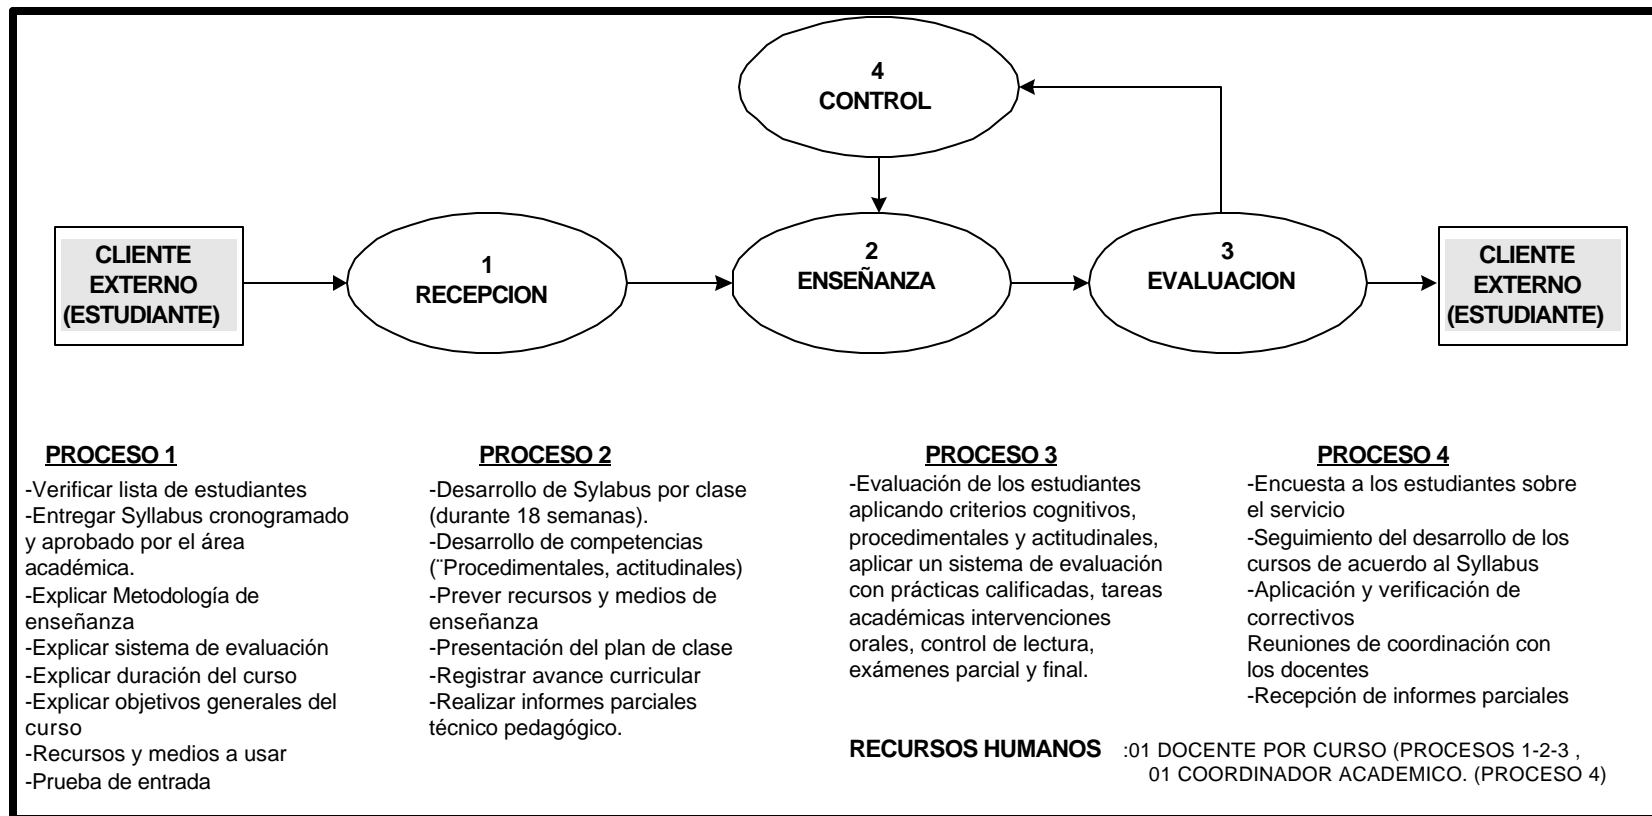 4
CONTROL
CLIENTE
EXTERNO
(ESTUDIANTE)
1
RECEPCION
2
ENSEÑANZA
3
EVALUACION
CLIENTE
EXTERNO
(ESTUDIANTE)
PROCESO 1
-Verificar lista de estudiantes
-Entregar Syllabus cronogramado
y aprobado por el área
académica.
-Explicar Metodología de
enseñanza
-Explicar sistema de evaluación
-Explicar duración del curso
-Explicar objetivos generales del
curso
-Recursos y medios a usar
-Prueba de entrada
PROCESO 2
-Desarrollo de Sylabus por clase
(durante 18 semanas).
-Desarrollo de competencias
(¨Procedimentales, actitudinales)
-Prever recursos y medios de
enseñanza
-Presentación del plan de clase
-Registrar avance curricular
-Realizar informes parciales
técnico pedagógico.
PROCESO 3
-Evaluación de los estudiantes
aplicando criterios cognitivos,
procedimentales y actitudinales,
aplicar un sistema de evaluación
con prácticas calificadas, tareas
académicas intervenciones
orales, control de lectura,
exámenes parcial y final.
PROCESO 4
-Encuesta a los estudiantes sobre
el servicio
-Seguimiento del desarrollo de los
cursos de acuerdo al Syllabus
-Aplicación y verificación de
correctivos
Reuniones de coordinación con
los docentes
-Recepción de informes parciales
RECURSOS HUMANOS :01 DOCENTE POR CURSO (PROCESOS 1-2-3 ,
01 COORDINADOR ACADEMICO. (PROCESO 4)